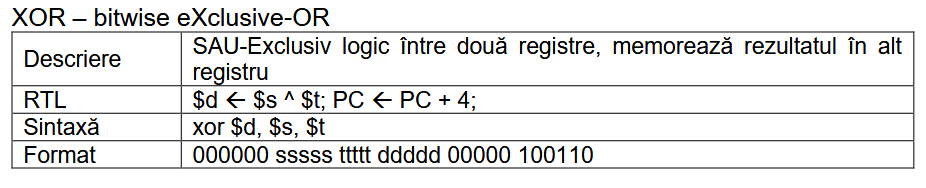 XOR – bitwise eXclusive-OR
Descriere
SAU-Exclusiv logic între două registre, memorează rezultatul în alt
registru
RTL
$d ← $s ^ $t; PC ← PC + 4;
Sintaxă
xor $d, $s, $t
Format
000000 sssss ttttt ddddd 00000 100110